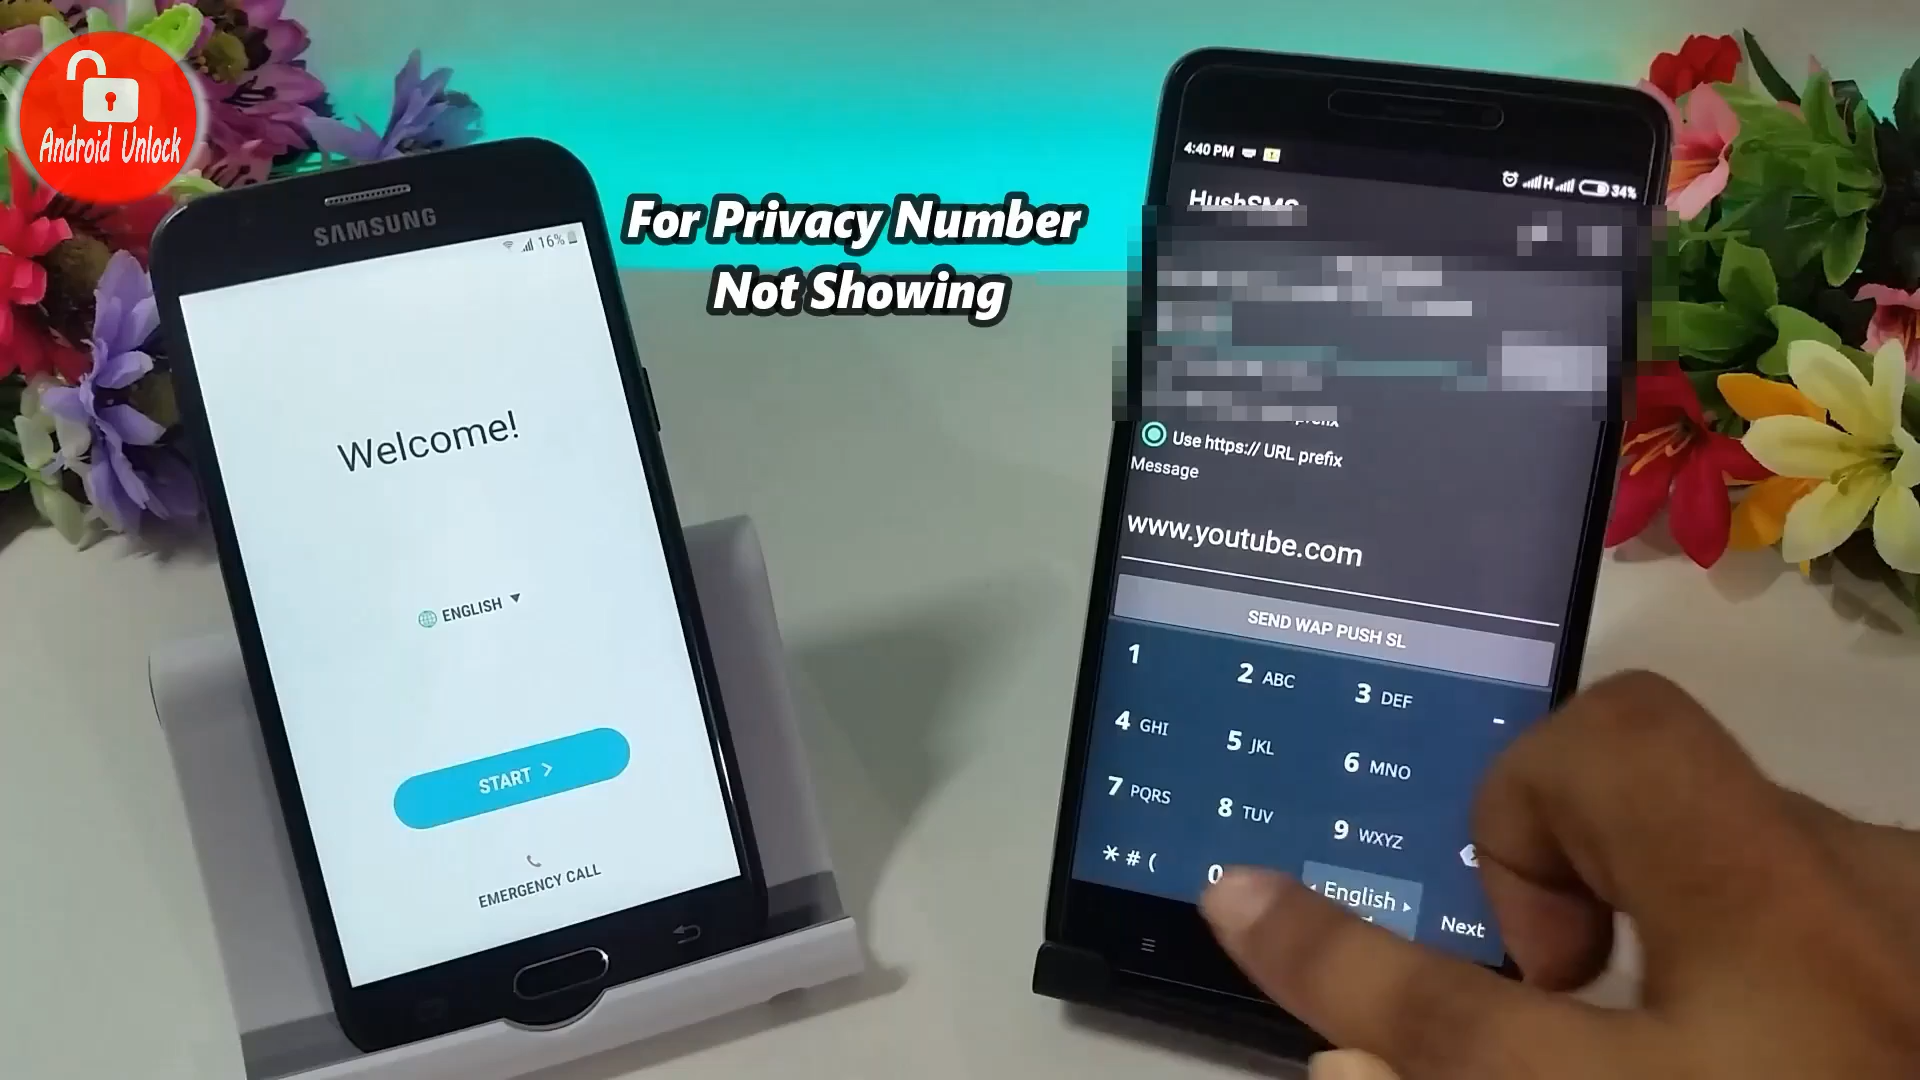 Android Unlock
SAMSUNG
16%
Welcome!
ENGLISH
START
EMERGENCY CALL
For Privacy Number
Not Showing
4:40 PM
H
34%
HushSMS
prefix
Use https:// URL prefix
Message
www.youtube.com
SEND WAP PUSH SL
1
2 ABC
3 DEF
-
4 GHI
5 JKL
6 MNO
7 PQRS
8 TUV
9 WXYZ
* # (
0
English
Next